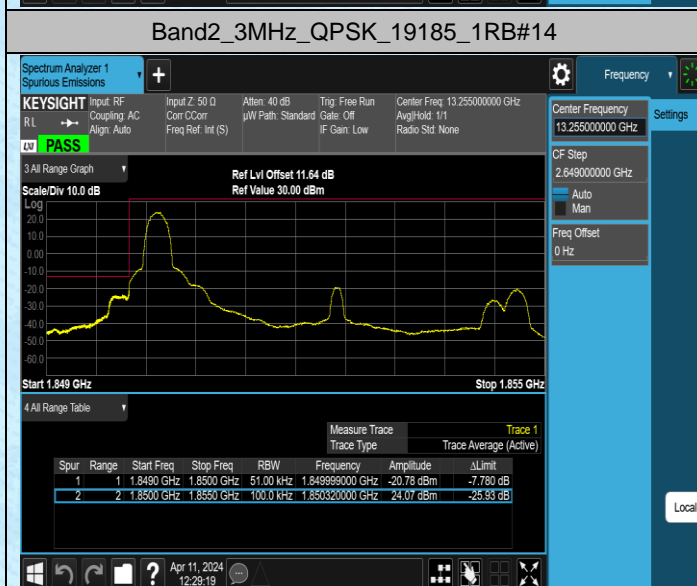 Band2_3MHz_QPSK_19185_1RB#14
Spectrum Analyzer 1
Spurious Emissions
+
Frequency
KEYSIGHT Input: RF Input Z: 50 Ω Atten: 40 dB Trig: Free Run Center Freq: 13.255000000 GHz
RL Coupling: AC Corr CCorr µW Path: Standard Gate: Off Avg|Hold: 1/1
Align: Auto Freq Ref: Int (S) IF Gain: Low Radio Std: None
LXI PASS
Center Frequency
13.255000000 GHz
Settings
CF Step
2.649000000 GHz
Auto
Man
Freq Offset
0 Hz
3 All Range Graph
Ref Lvl Offset 11.64 dB
Scale/Div 10.0 dB Ref Value 30.00 dBm
Log
20.0
10.0
0.00
-10.0
-20.0
-30.0
-40.0
-50.0
-60.0
Start 1.849 GHz Stop 1.855 GHz
4 All Range Table
Measure Trace Trace 1
Trace Type Trace Average (Active)
Spur Range Start Freq Stop Freq RBW Frequency Amplitude ΔLimit
1 1 1.8490 GHz 1.8500 GHz 51.00 kHz 1.849999000 GHz -20.78 dBm -7.780 dB
2 2 1.8500 GHz 1.8550 GHz 100.0 kHz 1.850320000 GHz 24.07 dBm -25.93 dB
Local
? Apr 11, 2024
12:29:19